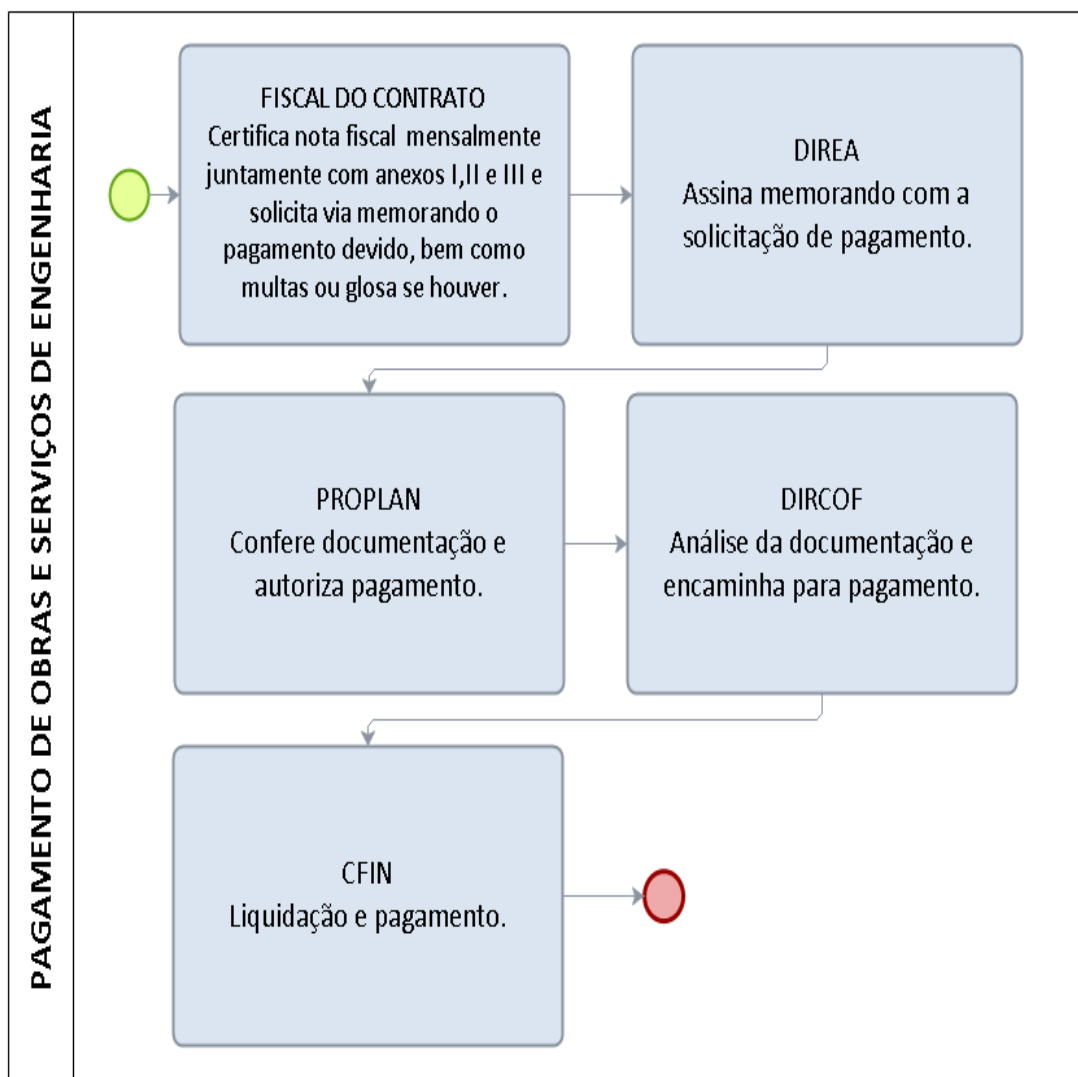 PAGAMENTO DE OBRAS E SERVIÇOS DE ENGENHARIA
FISCAL DO CONTRATO
Certifica nota fiscal mensalmente
juntamente com anexos I,II e III e
solicita via memorando o
pagamento devido, bem como
multas ou glosa se houver.
DIREA
Assina memorando com a
solicitação de pagamento.
PROPLAN
Confere documentação e
autoriza pagamento.
DIRCOF
Análise da documentação e
encaminha para pagamento.
CFIN
Liquidação e pagamento.